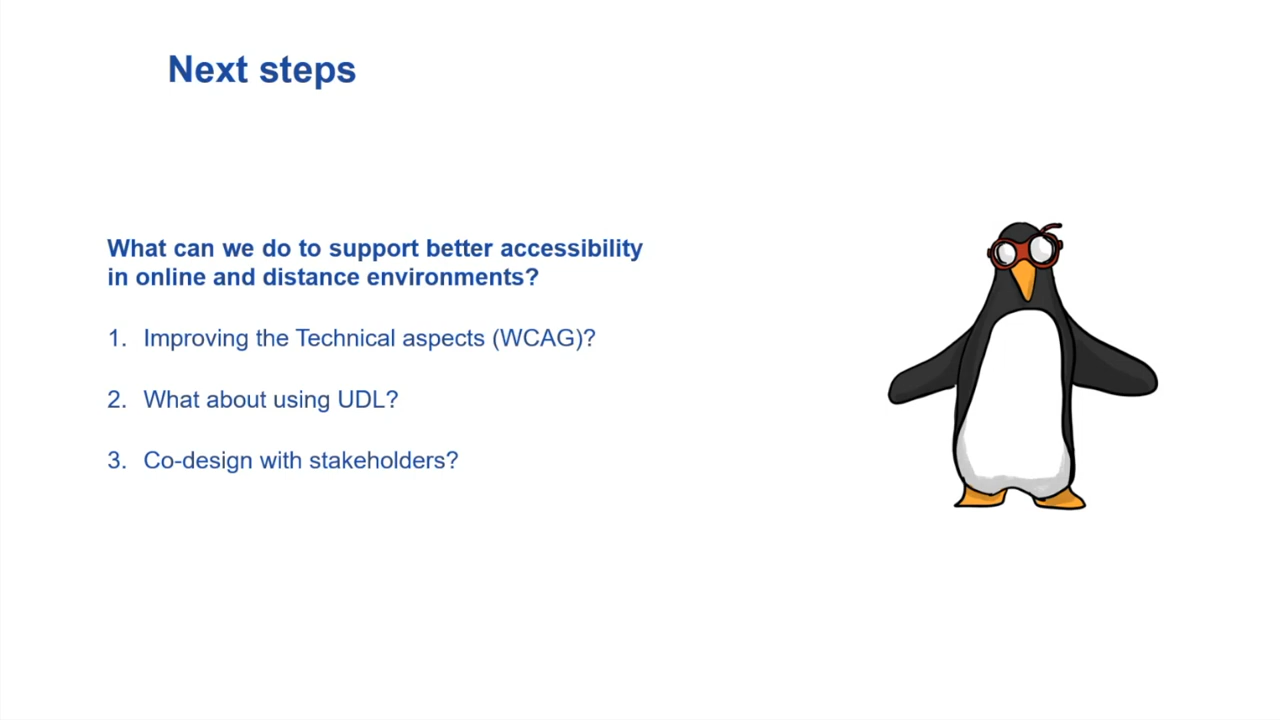 Next steps
What can we do to support better accessibility
in online and distance environments?
1. Improving the Technical aspects (WCAG)?
2. What about using UDL?
3. Co-design with stakeholders?